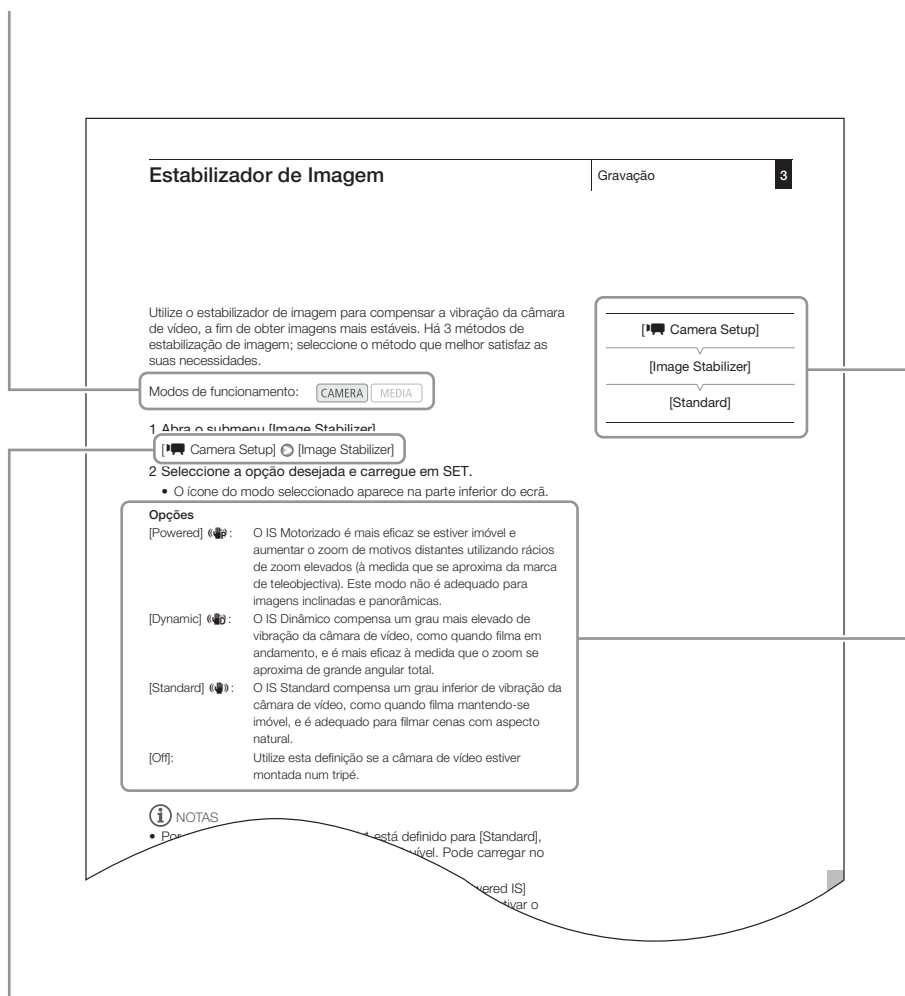 Estabilizador de Imagem
Gravação
3
Utilize o estabilizador de imagem para compensar a vibração da câmara
de vídeo, a fim de obter imagens mais estáveis. Há 3 métodos de
estabilização de imagem; seleccione o método que melhor satisfaz as
suas necessidades.
[Camera Setup]
[Image Stabilizer]
[Standard]
Modos de funcionamento: CAMERA MEDIA
1 Abra o submenu [Image Stabilizer]
[Camera Setup] [Image Stabilizer]
2 Seleccione a opção desejada e carregue em SET.
• O ícone do modo seleccionado aparece na parte inferior do ecrã.
Opções
[Powered] : O IS Motorizado é mais eficaz se estiver imóvel e
aumentar o zoom de motivos distantes utilizando rácios
de zoom elevados (à medida que se aproxima da marca
de teleobjectiva). Este modo não é adequado para
imagens inclinadas e panorâmicas.
[Dynamic] : O IS Dinâmico compensa um grau mais elevado de
vibração da câmara de vídeo, como quando filma em
andamento, e é mais eficaz à medida que o zoom se
aproxima de grande angular total.
[Standard] : O IS Standard compensa um grau inferior de vibração da
câmara de vídeo, como quando filma mantendo-se
imóvel, e é adequado para filmar cenas com aspecto
natural.
[Off]: Utilize esta definição se a câmara de vídeo estiver
montada num tripé.
NOTAS
• Por está definido para [Standard],
Pode carregar no
IS]
o